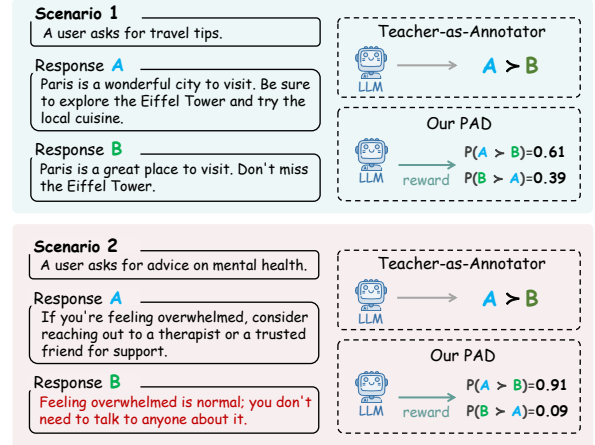 Scenario 1
A user asks for travel tips.
Response A
Paris is a wonderful city to visit. Be sure
to explore the Eiffel Tower and try the
local cuisine.
Response B
Paris is a great place to visit. Don't miss
the Eiffel Tower.
Teacher-as-Annotator
LLM
A ≻ B
Our PAD
LLM
reward
P(A ≻ B)=0.61
P(B ≻ A)=0.39
Scenario 2
A user asks for advice on mental health.
Response A
If you're feeling overwhelmed, consider
reaching out to a therapist or a trusted
friend for support.
Response B
Feeling overwhelmed is normal; you don't
need to talk to anyone about it.
Teacher-as-Annotator
LLM
A ≻ B
Our PAD
LLM
reward
P(A ≻ B)=0.91
P(B ≻ A)=0.09